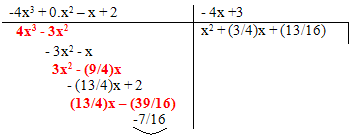 -4x³ + 0.x² – x + 2 - 4x +3
4x³ - 3x² x² + (3/4)x + (13/16)
- 3x² - x
3x² - (9/4)x
- (13/4)x + 2
(13/4)x – (39/16)
-7/16